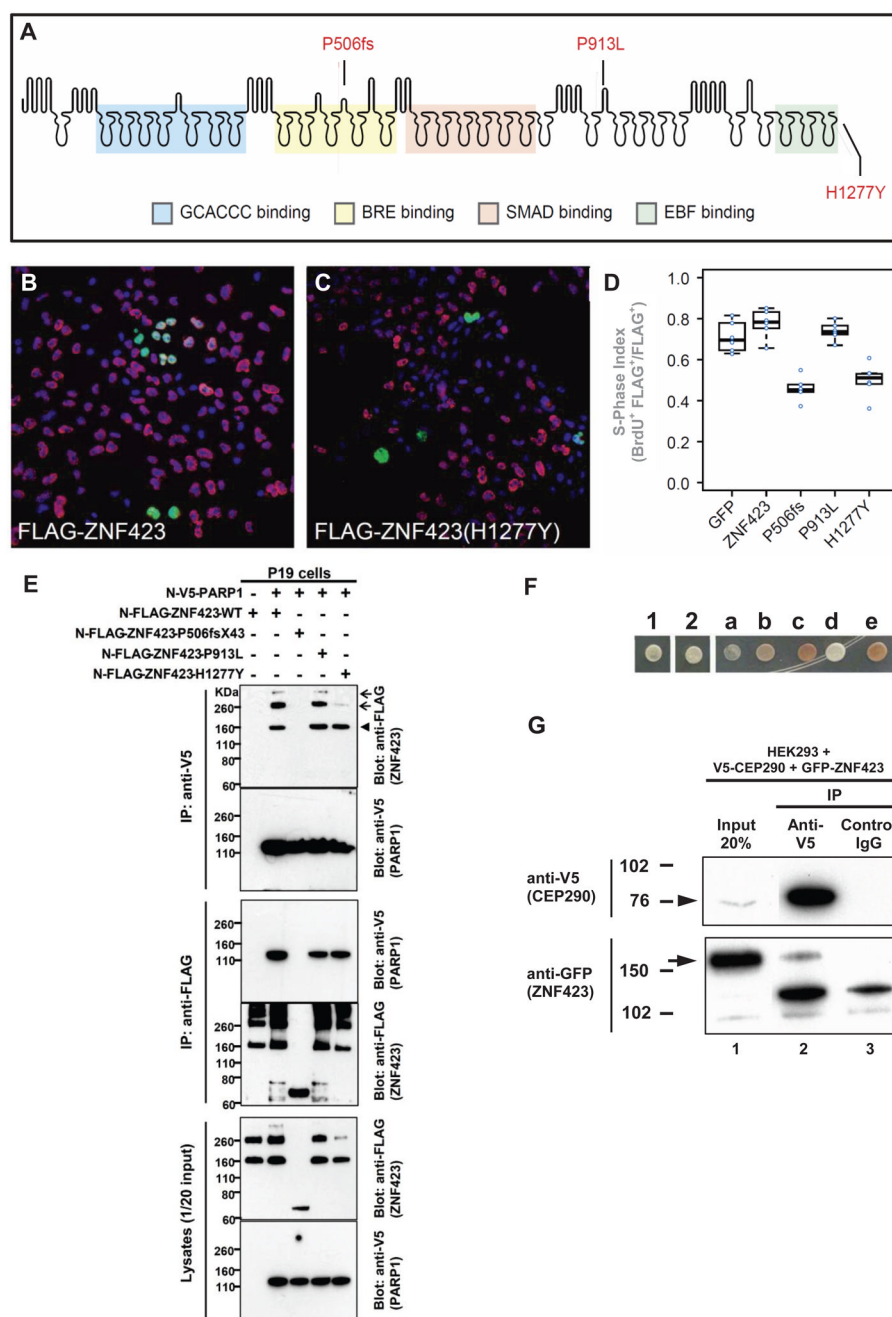 A
P506fs
P913L
H1277Y
GCACCC binding
BRE binding
SMAD binding
EBF binding
B
FLAG-ZNF423
C
FLAG-ZNF423(H1277Y)
D
S-Phase Index
(BrdU+ FLAG+/FLAG+)
1.0
0.8
0.6
0.4
0.2
0.0
GFP
ZNF423
P506fs
P913L
H1277Y
E
P19 cells
N-V5-PARP1 - + + + +
N-FLAG-ZNF423-WT + + - - -
N-FLAG-ZNF423-P506fsX43 - - + - -
N-FLAG-ZNF423-P913L - - - + -
N-FLAG-ZNF423-H1277Y - - - - +
KDa
IP: anti-V5
260
160
110
80
60
Blot: anti-FLAG
(ZNF423)
260
160
110
Blot: anti-V5
(PARP1)
IP: anti-FLAG
260
160
110
Blot: anti-V5
(PARP1)
260
160
110
80
60
Blot: anti-FLAG
(ZNF423)
Lysates (1/20 input)
260
160
110
80
60
Blot: anti-FLAG
(ZNF423)
260
160
110
Blot: anti-V5
(PARP1)
F
1 2 a b c d e
G
HEK293 +
V5-CEP290 + GFP-ZNF423
IP
Input
20%
Anti-
V5
Contro
IgG
anti-V5
(CEP290)
102
76
anti-GFP
(ZNF423)
150
102
1 2 3